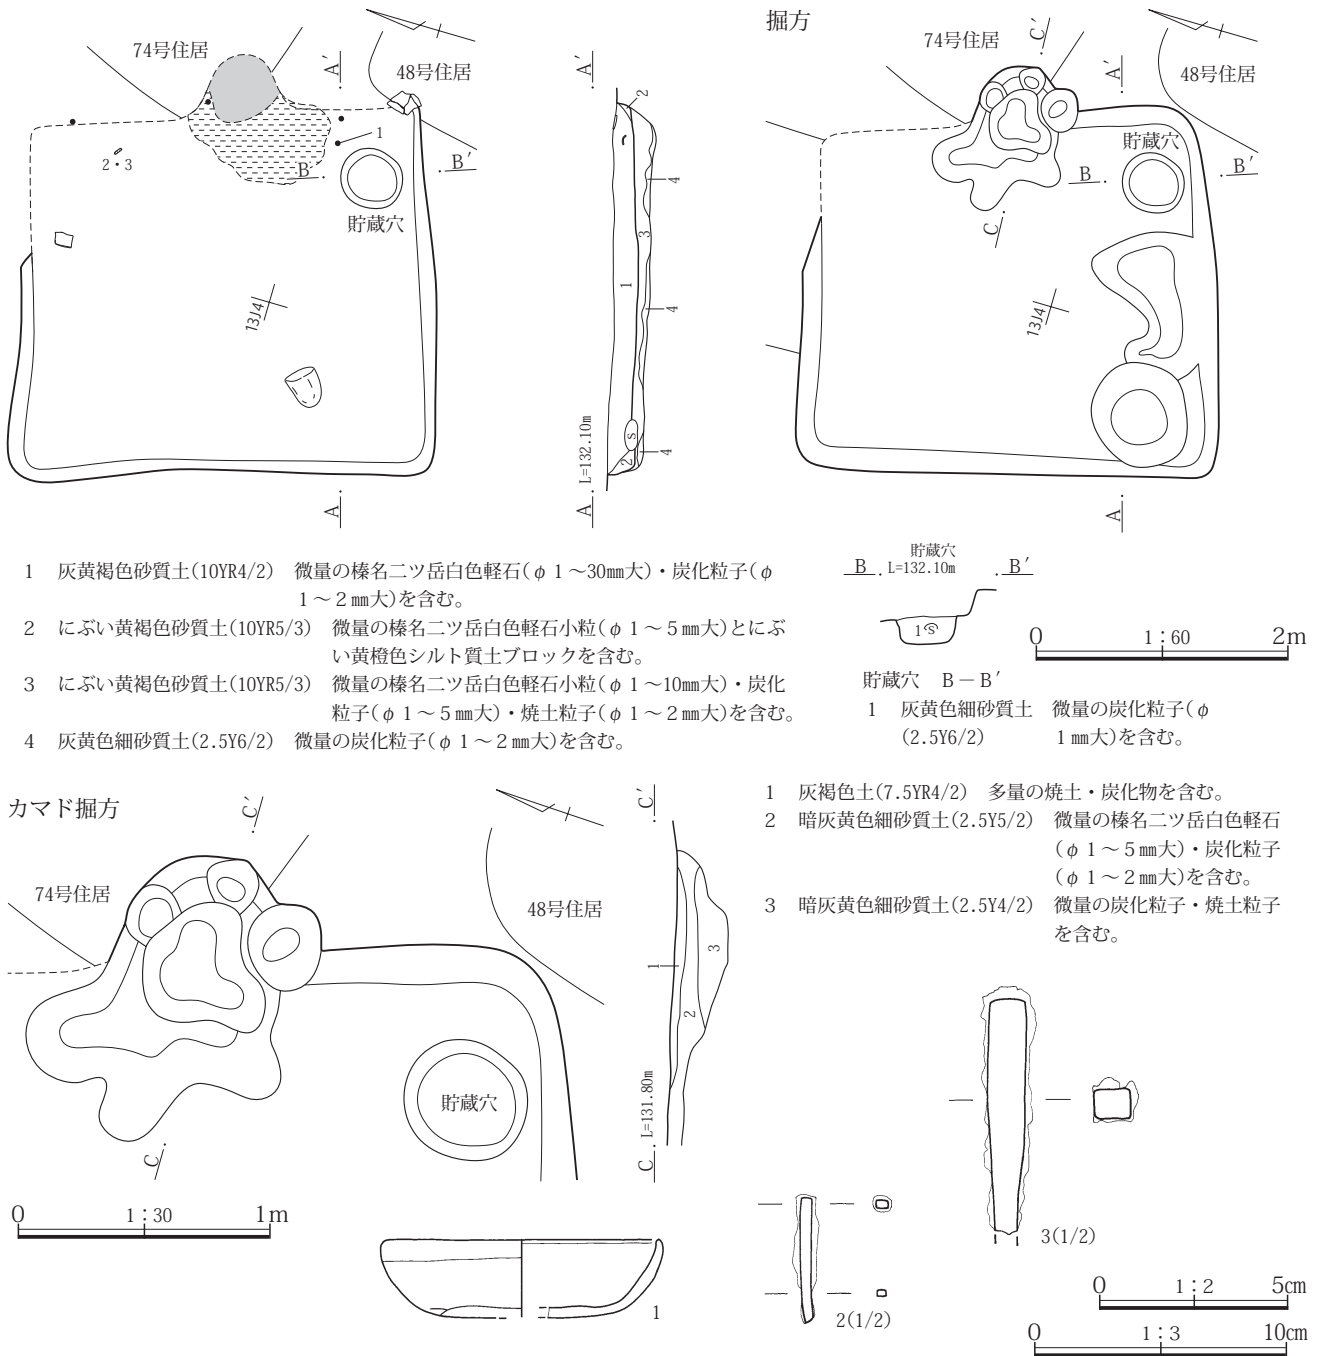 74号住居
48号住居
A′
1
2・3
B
B′
貯蔵穴
13J4
A
A′
2
4
3
1
4
S
2
4
L=132.10m
A
掘方
C′
74号住居
A′
48号住居
貯蔵穴
B
B′
C
13J4
A
1 灰黄褐色砂質土(10YR4/2) 微量の榛名二ツ岳白色軽石(φ1～30㎜大)・炭化粒子(φ
1～2㎜大)を含む。
2 にぶい黄褐色砂質土(10YR5/3) 微量の榛名二ツ岳白色軽石小粒(φ1～5㎜大)とにぶ
い黄橙色シルト質土ブロックを含む。
3 にぶい黄褐色砂質土(10YR5/3) 微量の榛名二ツ岳白色軽石小粒(φ1～10㎜大)・炭化
粒子(φ1～5㎜大)・焼土粒子(φ1～2㎜大)を含む。
4 灰黄色細砂質土(2.5Y6/2) 微量の炭化粒子(φ1～2㎜大)を含む。
貯蔵穴
B L=132.10m B′
1 S
0 1：60 2m
貯蔵穴 B－B′
1 灰黄色細砂質土 微量の炭化粒子(φ
(2.5Y6/2) 1㎜大)を含む。
カマド掘方
C′
74号住居
48号住居
貯蔵穴
C
C′
1
3
2
L=131.80m
C
0 1：30 1m
1 灰褐色土(7.5YR4/2) 多量の焼土・炭化物を含む。
2 暗灰黄色細砂質土(2.5Y5/2) 微量の榛名二ツ岳白色軽石
(φ1～5㎜大)・炭化粒子
(φ1～2㎜大)を含む。
3 暗灰黄色細砂質土(2.5Y4/2) 微量の炭化粒子・焼土粒子
を含む。
1
2(1/2)
3(1/2)
0 1：2 5㎝
0 1：3 10㎝